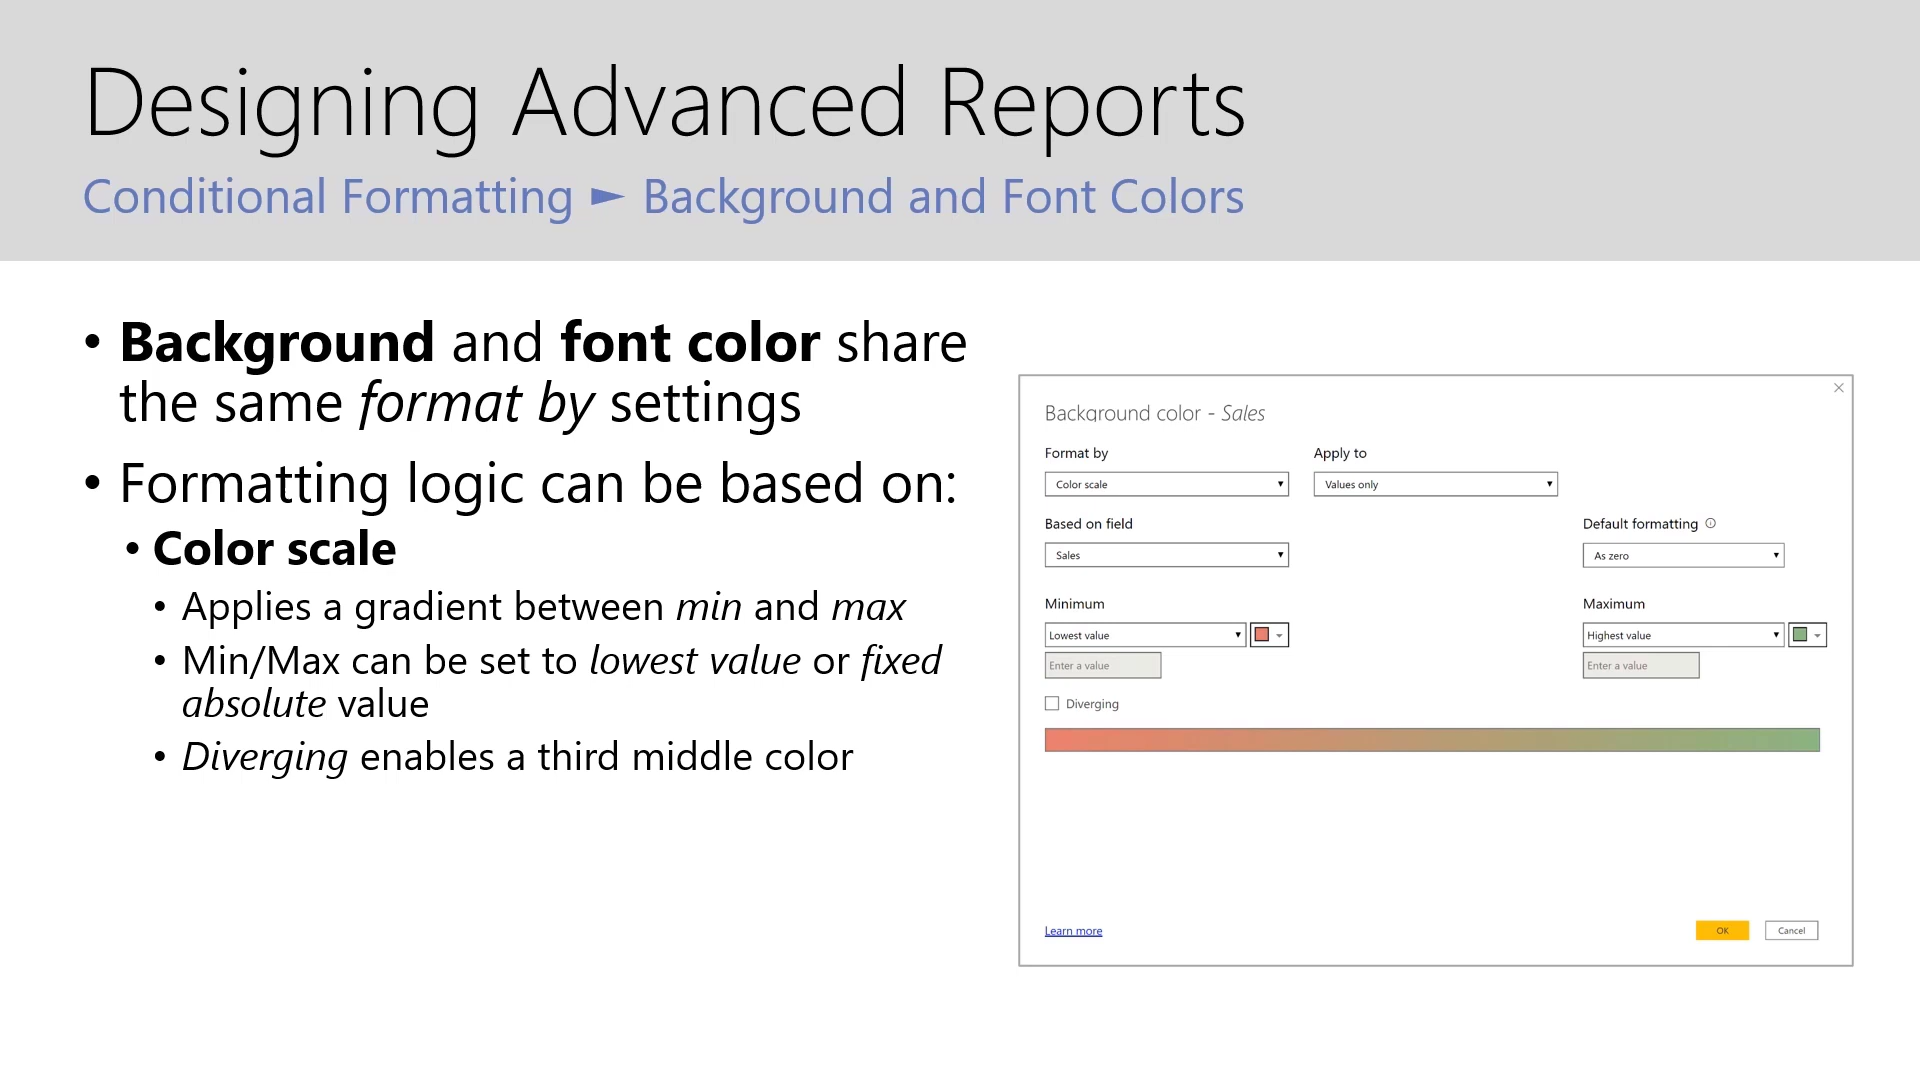 Designing Advanced Reports
Conditional Formatting ► Background and Font Colors
• Background and font color share
the same format by settings
• Formatting logic can be based on:
• Color scale
• Applies a gradient between min and max
• Min/Max can be set to lowest value or fixed
absolute value
• Diverging enables a third middle color
Background color - Sales
Format by
Apply to
Color scale
Values only
Based on field
Default formatting
Sales
As zero
Minimum
Maximum
Lowest value
Highest value
Enter a value
Enter a value
Diverging
Learn more
OK
Cancel